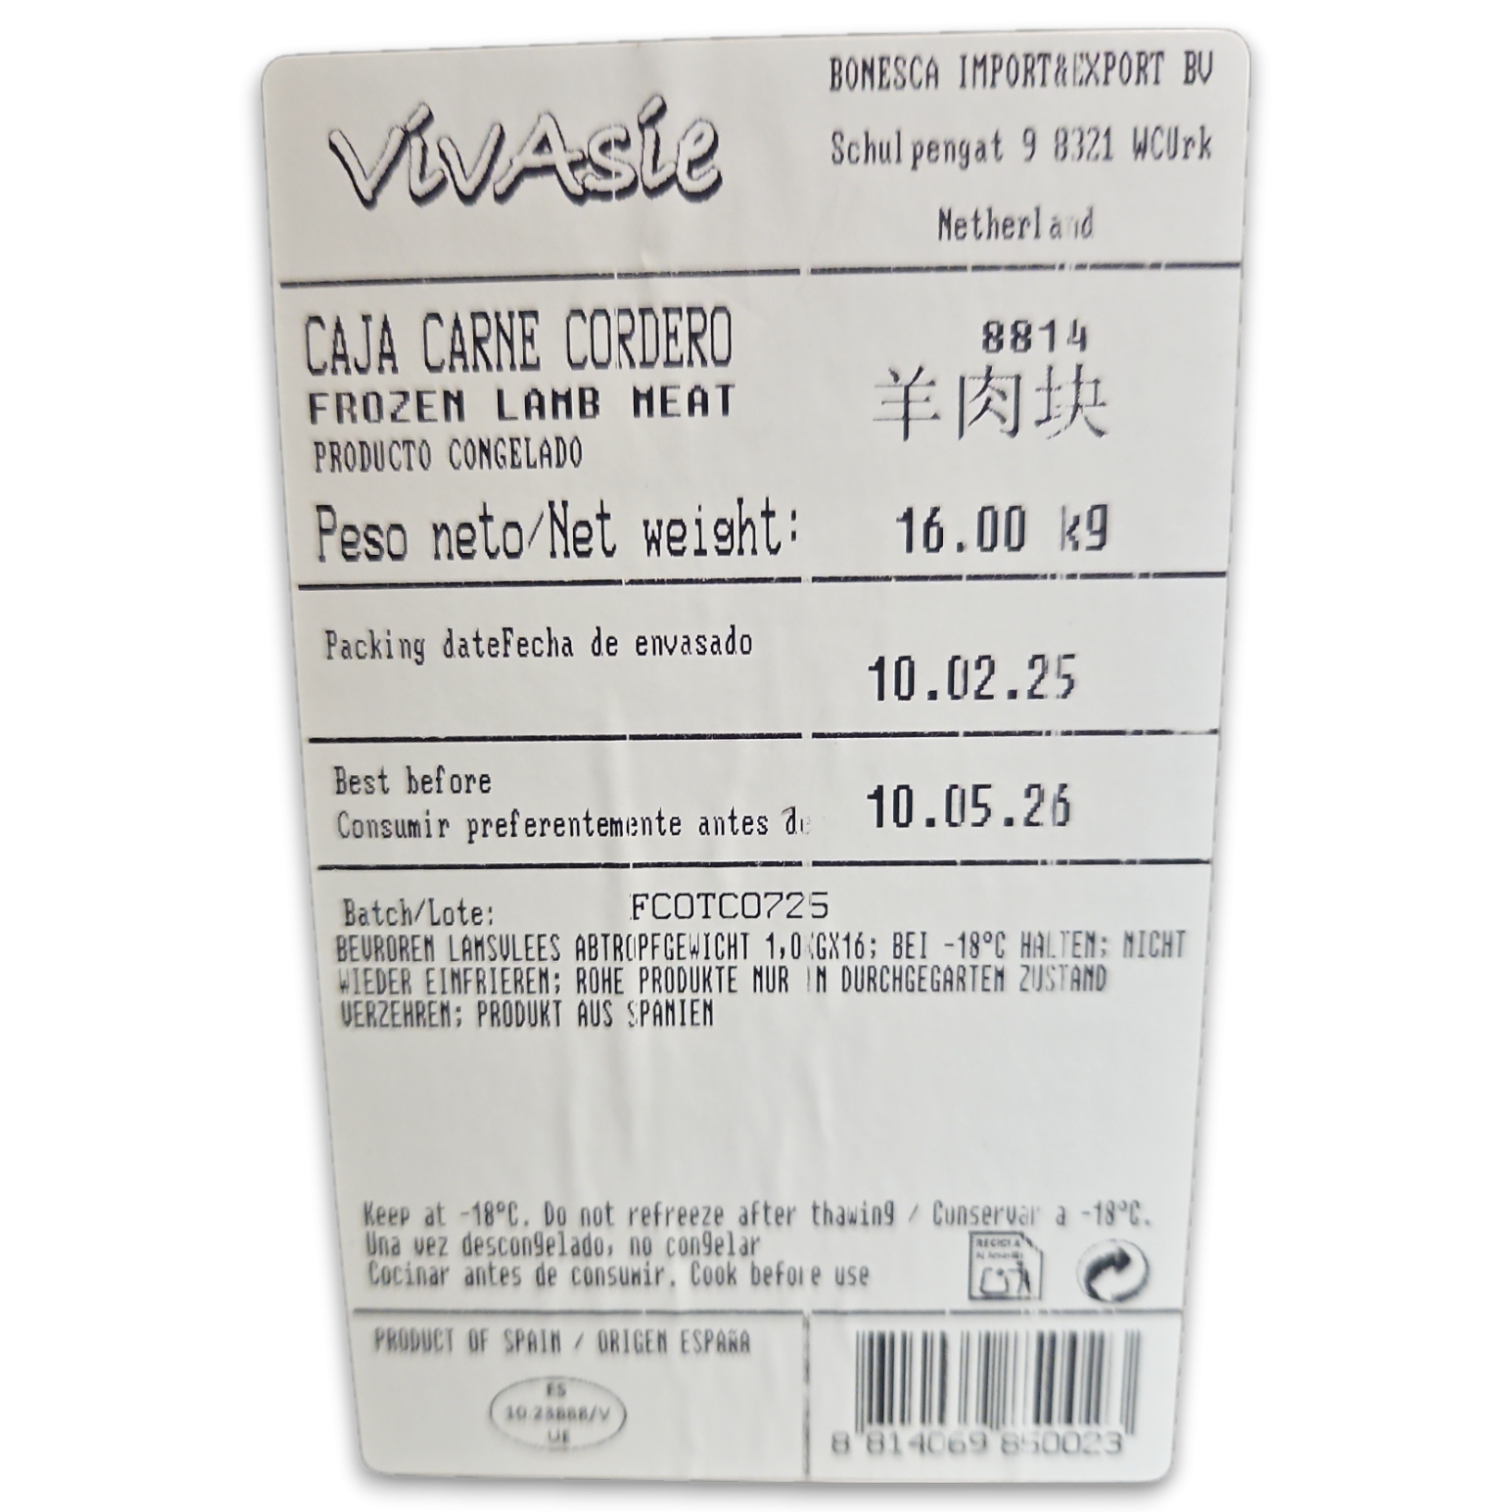 VivAsie
BONESCA IMPORT&EXPORT BV
Schulpengat 9 8321 WCUrk
Netherland
CAJA CARNE CORDERO
FROZEN LAMB MEAT
PRODUCTO CONGELADO
8814
羊肉块
Peso neto/Net weight: 16.00 kg
Packing dateFecha de envasado
10.02.25
Best before
Consumir preferentemente antes de
10.05.26
Batch/Lote: FCOTCO725
BEVROREN LAMSVLEES ABTROPFGEWICHT 1,0KGX16; BEI -18ºC HALTEN; NICHT
WIEDER EINFRIEREN; ROHE PRODUKTE NUR IN DURCHGEGARTEN ZUSTAND
VERZEHREN; PRODUKT AUS SPANIEN
Keep at -18ºC. Do not refreeze after thawing / Conservar a -18ºC.
Una vez descongelado, no congelar
Cocinar antes de consumir. Cook before use
RECICLA
PRODUCT OF SPAIN / ORIGEN ESPAÑA
ES
UE
8 814069 850023